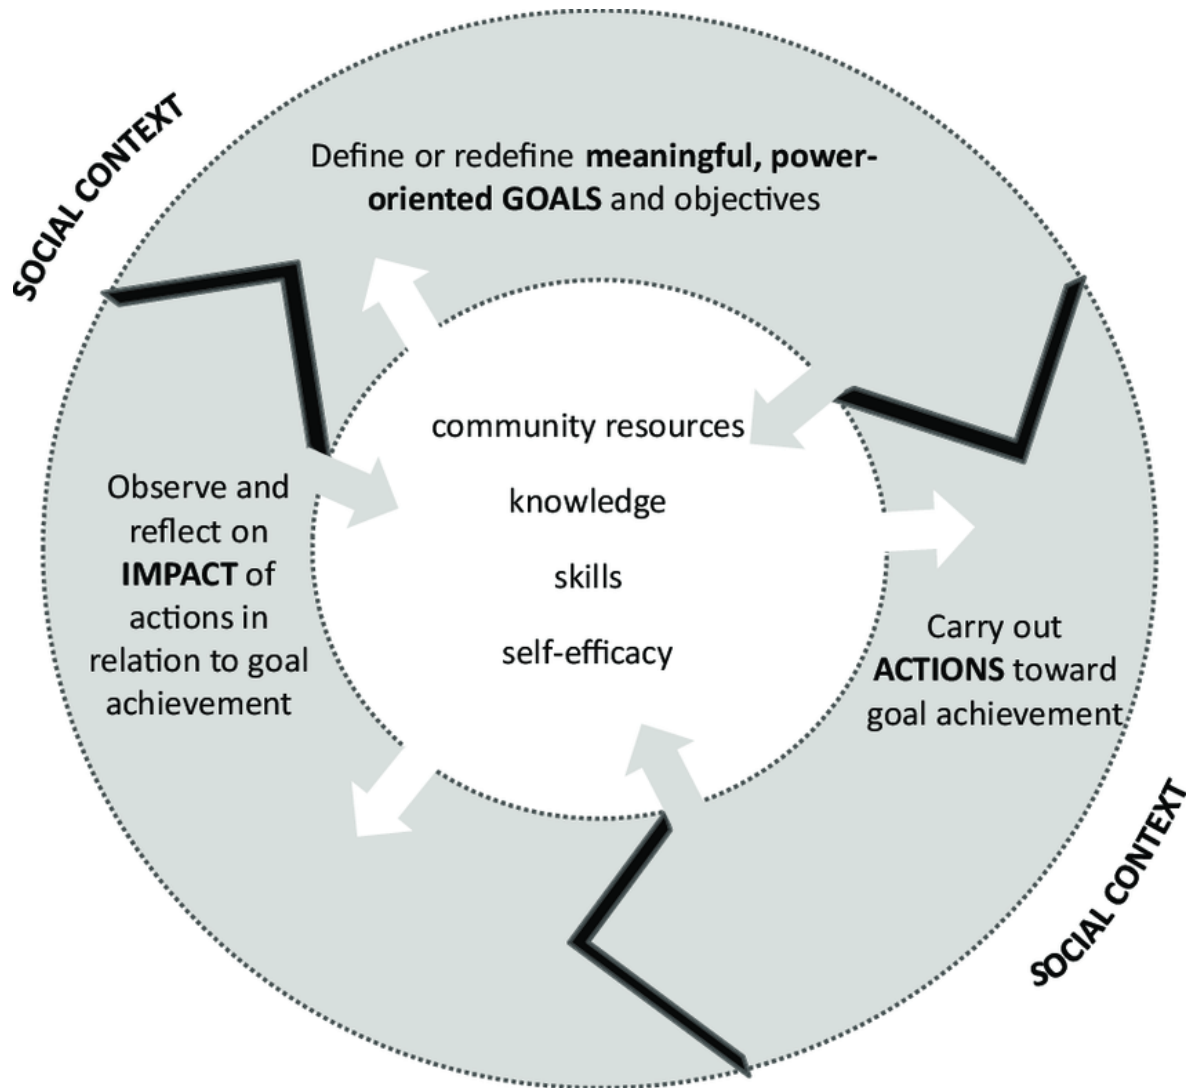 SOCIAL CONTEXT
Define or redefine meaningful, power-
oriented GOALS and objectives
community resources
knowledge
skills
self-efficacy
Observe and
reflect on
IMPACT of
actions in
relation to goal
achievement
Carry out
ACTIONS toward
goal achievement
SOCIAL CONTEXT